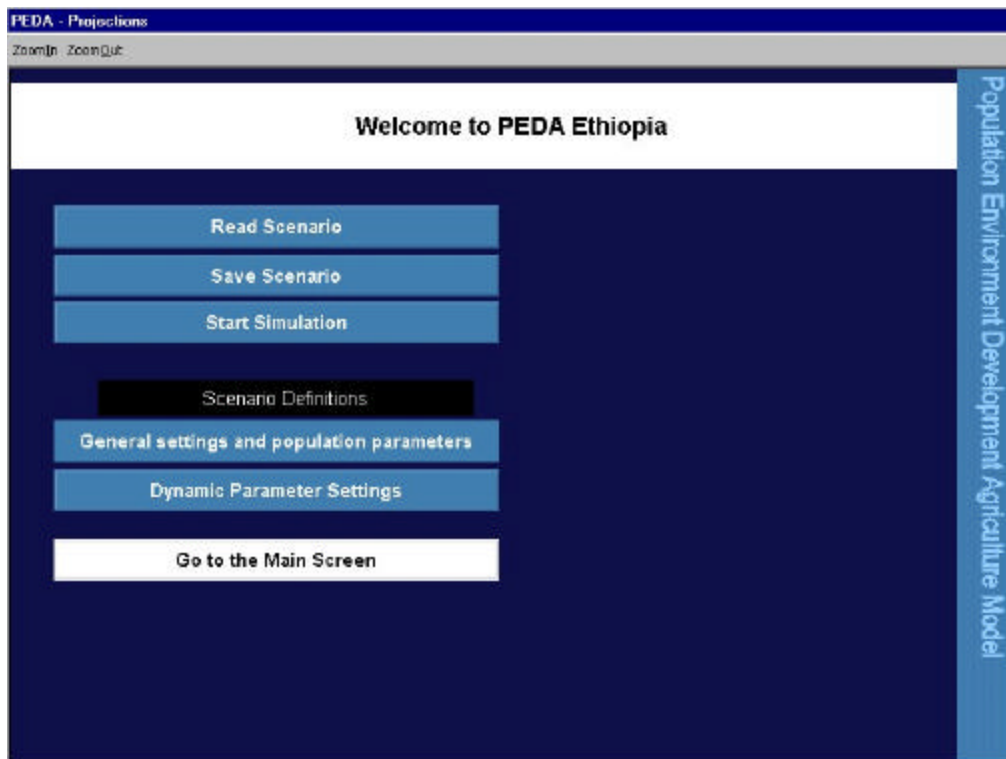 PEDA - Projections
ZoomIn ZoomOut
Welcome to PEDA Ethiopia
Read Scenario
Save Scenario
Start Simulation
Scenario Definitions
General settings and population parameters
Dynamic Parameter Settings
Go to the Main Screen
Population Environment Development Agriculture Model